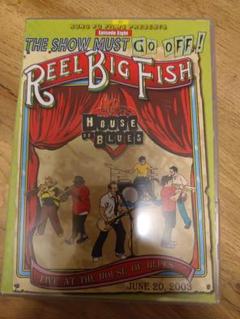 KUNG FU FILMS PRESENTS
Episode Eight
THE SHOW MUST GO OFF!
REEL BIG FISH
HOUSE
OF BLUES
LIVE AT THE HOUSE OF BLUES
JUNE 20, 2003